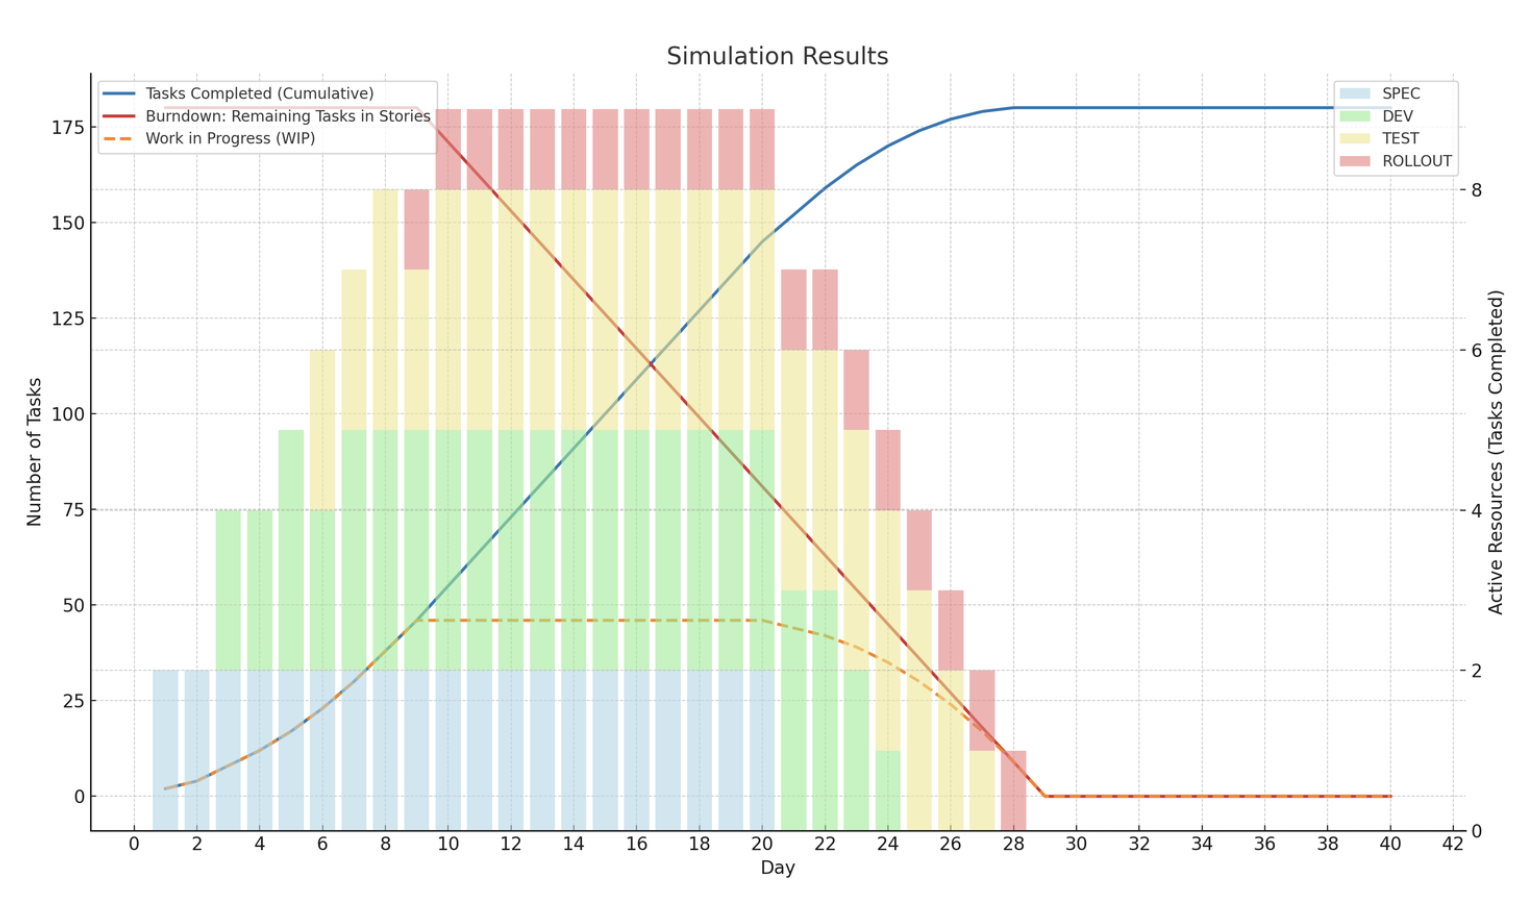 Simulation Results
Tasks Completed (Cumulative)
Burndown: Remaining Tasks in Stories
Work in Progress (WIP)
SPEC
DEV
TEST
ROLLOUT
Number of Tasks
175
150
125
100
75
50
25
0
Active Resources (Tasks Completed)
8
6
4
2
0
0 2 4 6 8 10 12 14 16 18 20 22 24 26 28 30 32 34 36 38 40 42
Day